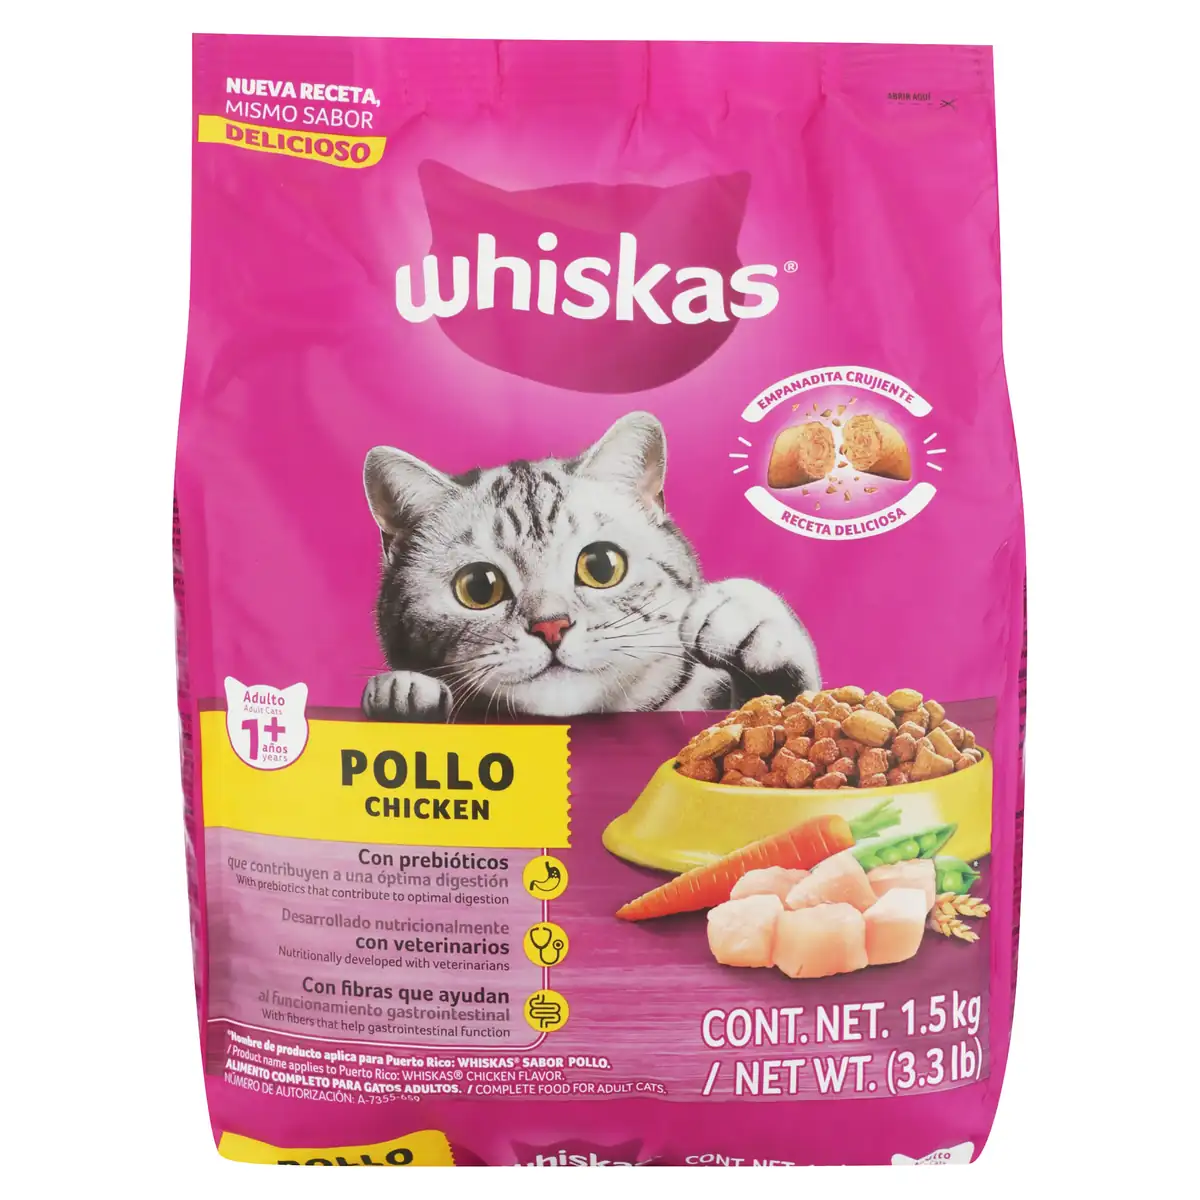 NUEVA RECETA,
MISMO SABOR
DELICIOSO
ABRIR AQUÍ
whiskas®
EMPANADITA CRUJIENTE
RECETA DELICIOSA
Adulto
Adult Cats
1+
años
years
POLLO
CHICKEN
Con prebióticos
que contribuyen a una óptima digestión
With prebiotics that contribute to optimal digestion
Desarrollado nutricionalmente
con veterinarios
Nutritionally developed with veterinarians
Con fibras que ayudan
al funcionamiento gastrointestinal
With fibers that help gastrointestinal function
*
CONT. NET. 1.5 kg
/ NET WT. (3.3 lb)
*Nombre de producto aplica para Puerto Rico: WHISKAS® SABOR POLLO.
/ Product name applies to Puerto Rico: WHISKAS® CHICKEN FLAVOR.
ALIMENTO COMPLETO PARA GATOS ADULTOS. / COMPLETE FOOD FOR ADULT CATS.
NÚMERO DE AUTORIZACIÓN: A-7355-659
POLLO
whiskas
CONT. NET.
Adulto